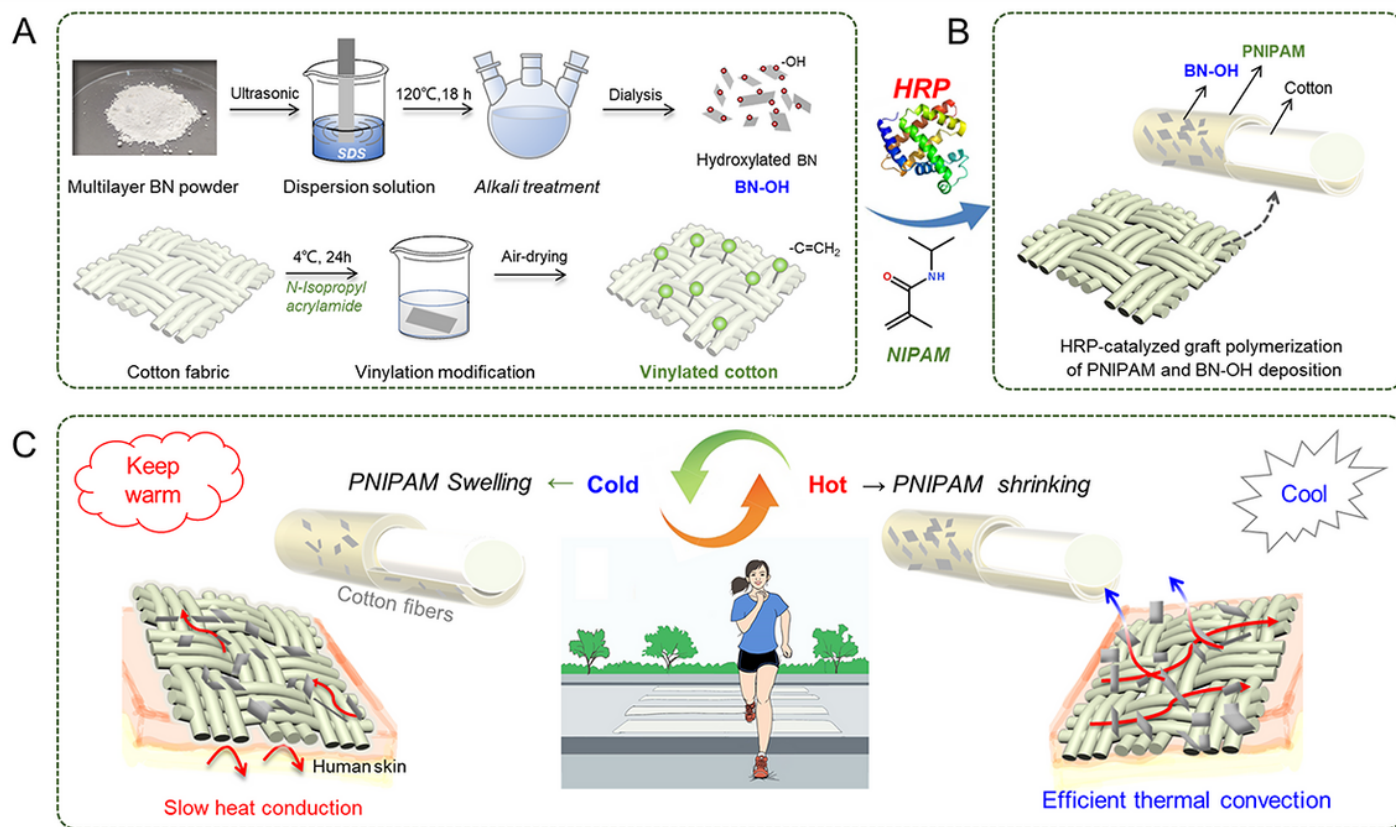 A
Ultrasonic
120℃,18 h
Dialysis
-OH
SDS
Multilayer BN powder
Dispersion solution
Alkali treatment
Hydroxylated BN
BN-OH
4℃, 24h
N-Isopropyl
acrylamide
Air-drying
-C=CH₂
Cotton fabric
Vinylation modification
Vinylated cotton
HRP
O
NH
NIPAM
B
PNIPAM
BN-OH
Cotton
HRP-catalyzed graft polymerization
of PNIPAM and BN-OH deposition
C
Keep
warm
PNIPAM Swelling ← Cold
Hot → PNIPAM shrinking
Cool
Cotton fibers
Human skin
Slow heat conduction
Efficient thermal convection